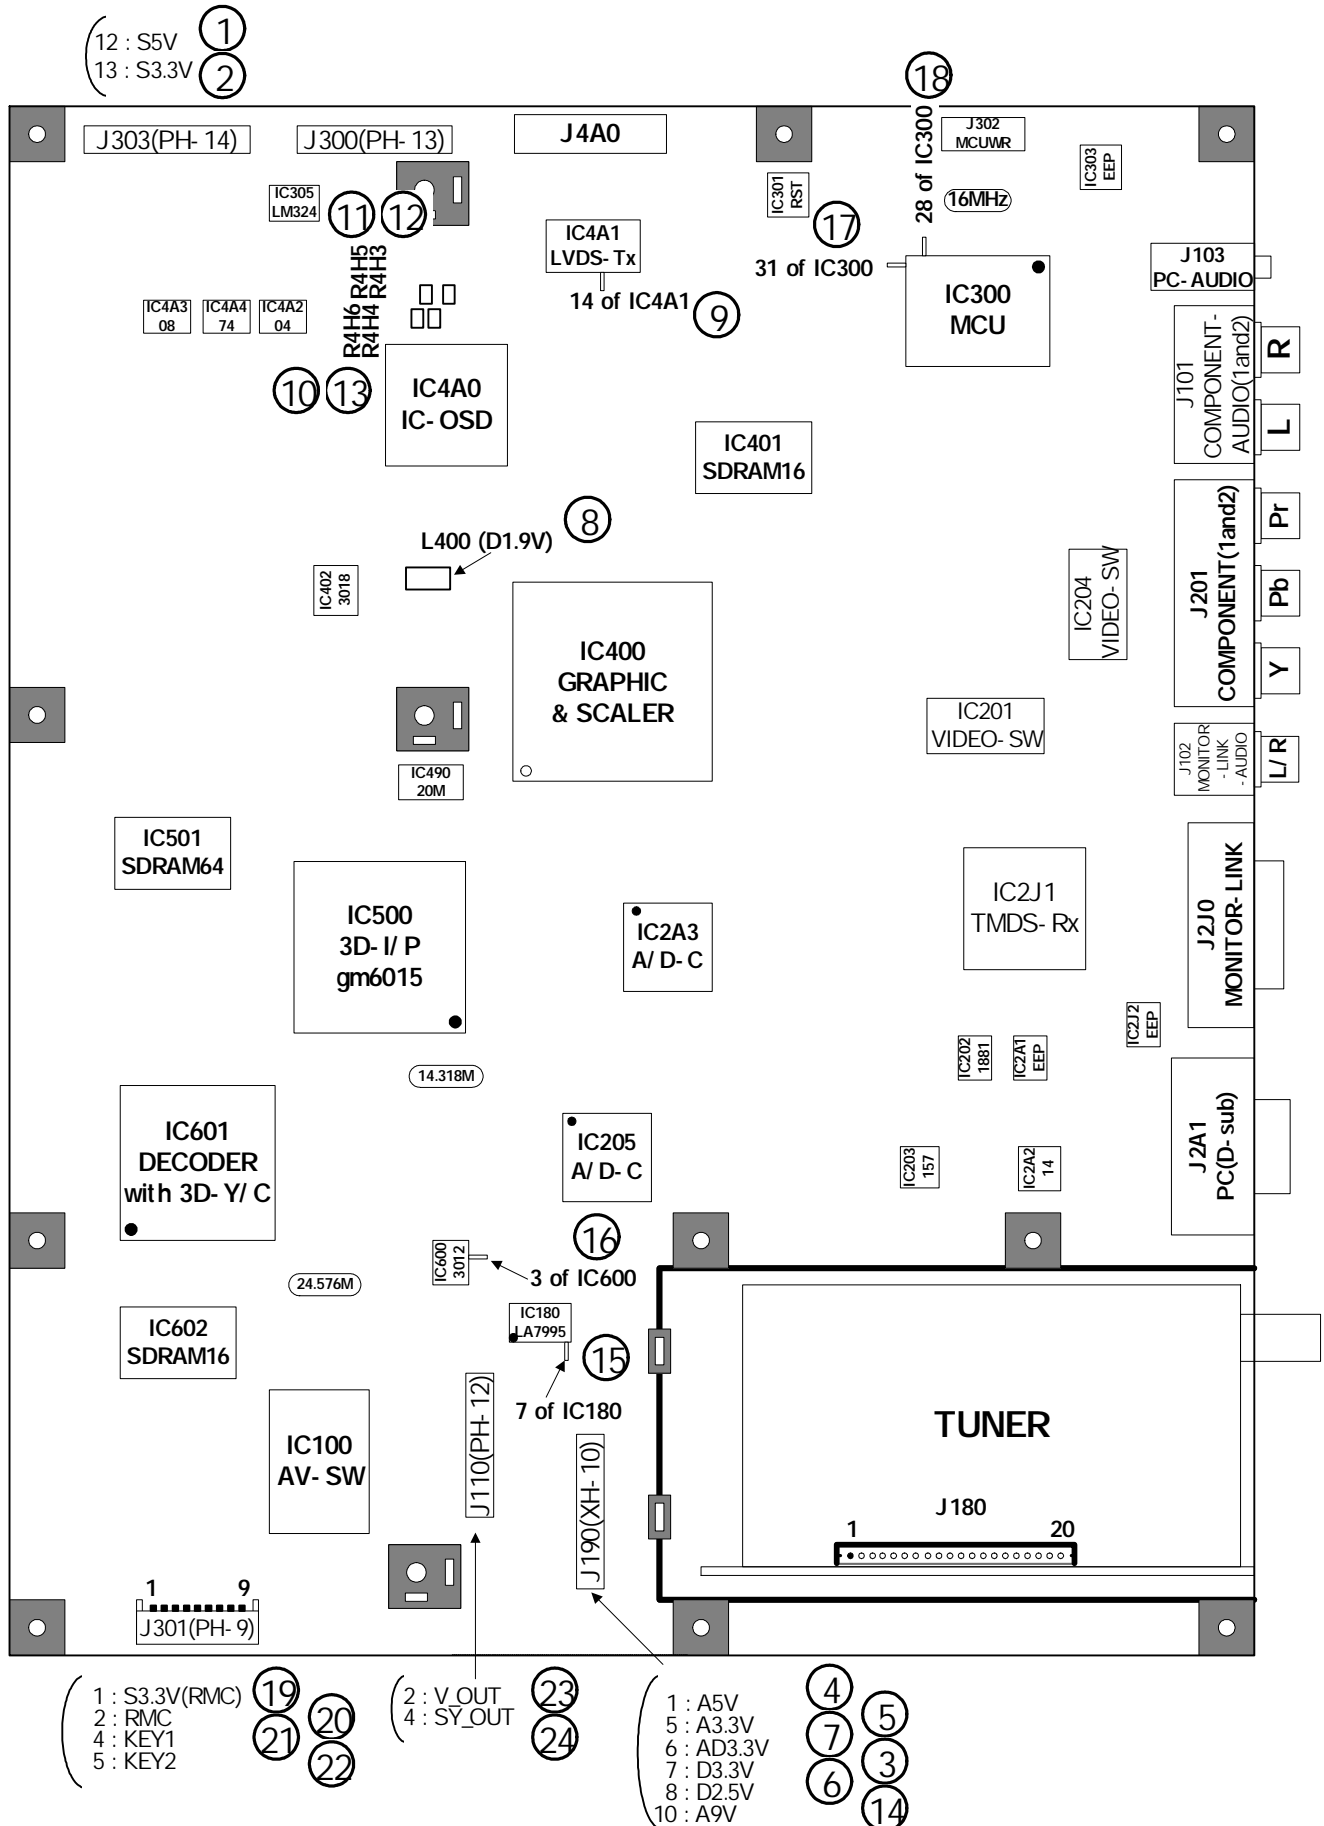 12 : S5V 1
13 : S3.3V 2
18
J303(PH-14)
J300(PH-13)
J4A0
28 of IC300
J302
MCUWR
IC303
EEP
IC305
LM324
11
12
IC301
RST
17
16MHz
IC4A1
LVDS-Tx
31 of IC300
IC300
MCU
J103
PC-AUDIO
R4H5
R4H3
R4H6
R4H4
14 of IC4A1
9
IC4A3
08
IC4A4
74
IC4A2
04
10
13
IC4A0
IC-OSD
J101
COMPONENT-
AUDIO(1and2)
R
L
IC401
SDRAM16
8
L400 (D1.9V)
IC402
3018
J201
COMPONENT(1and2)
Pr
Pb
Y
IC204
VIDEO-SW
IC400
GRAPHIC
& SCALER
IC201
VIDEO-SW
J102
MONITOR
-LINK
-AUDIO
L/R
IC490
20M
IC501
SDRAM64
IC500
3D-I/P
gm6015
IC2A3
A/D-C
IC2J1
TMDS-Rx
J2J0
MONITOR-LINK
IC2J2
EEP
IC202
1881
IC2A1
EEP
14.318M
IC601
DECODER
with 3D-Y/C
IC205
A/D-C
IC203
157
IC2A2
14
J2A1
PC(D-sub)
16
IC600
3012
3 of IC600
24.576M
IC180
LA7995
IC602
SDRAM16
15
7 of IC180
J110(PH-12)
IC100
AV-SW
J190(XH-10)
TUNER
J180
1 20
1 9
J301(PH-9)
1 : S3.3V(RMC) 19
2 : RMC 20
4 : KEY1 21
5 : KEY2 22
2 : V_OUT 23
4 : SY_OUT 24
1 : A5V 4
5 : A3.3V 5
6 : AD3.3V 7
7 : D3.3V 3
8 : D2.5V 6
10 : A9V 14